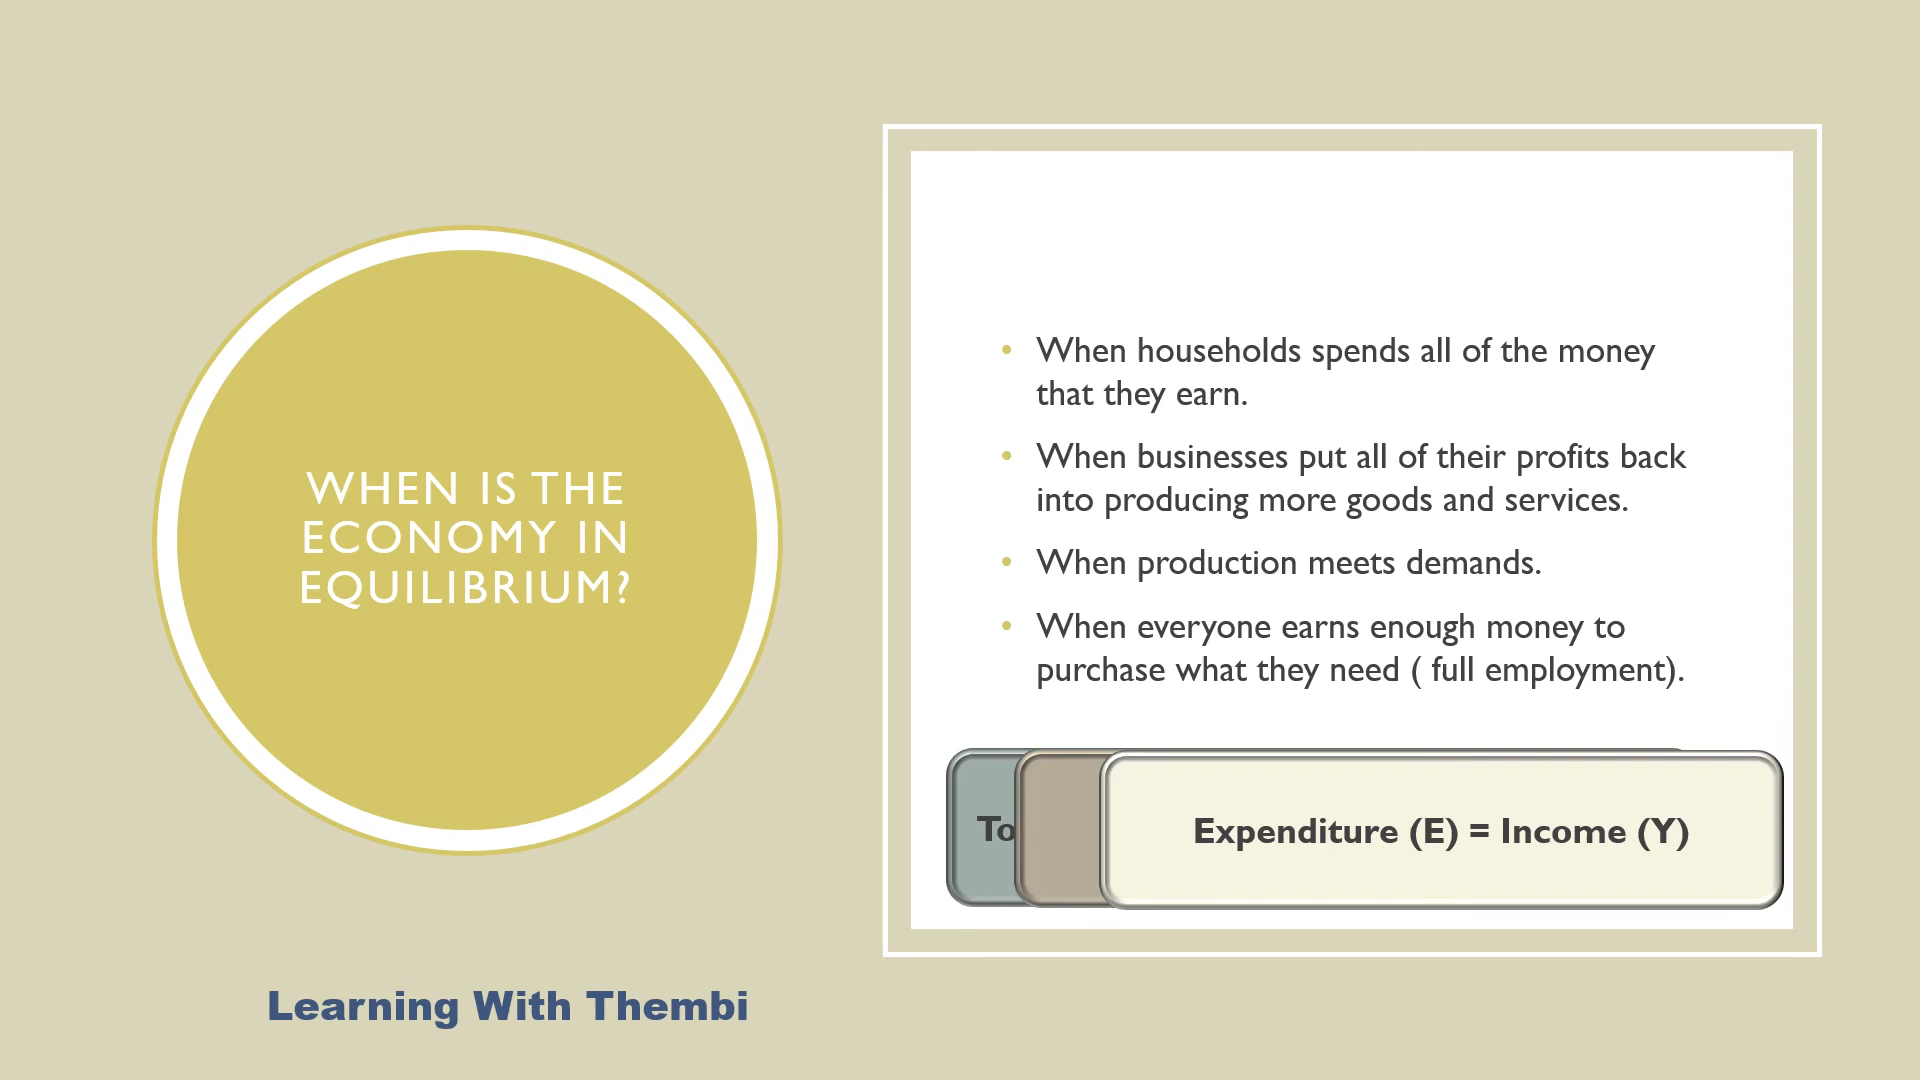 WHEN IS THE
ECONOMY IN
EQUILIBRIUM?
• When households spends all of the money
that they earn.
• When businesses put all of their profits back
into producing more goods and services.
• When production meets demands.
• When everyone earns enough money to
purchase what they need ( full employment).
Expenditure (E) = Income (Y)
Learning With Thembi